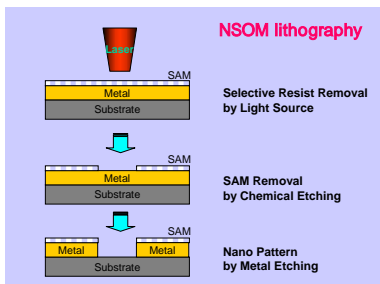 NSOM lithography
Laser
SAM
Metal
Substrate
Selective Resist Removal
by Light Source
SAM
Metal
Substrate
SAM Removal
by Chemical Etching
SAM
Metal
Metal
Substrate
Nano Pattern
by Metal Etching